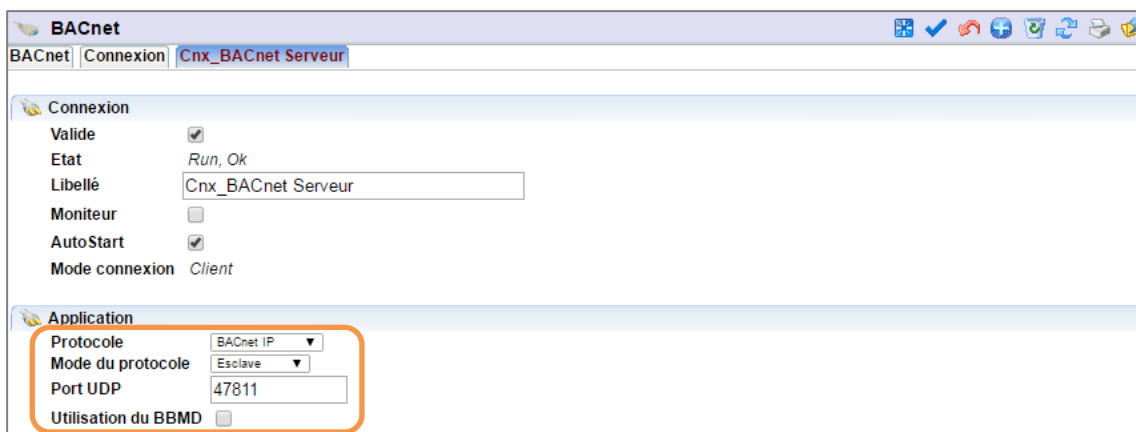 BACnet
BACnet Connexion Cnx_BACnet Serveur
Connexion
Valide
Etat Run, Ok
Libellé Cnx_BACnet Serveur
Moniteur
AutoStart
Mode connexion Client
Application
Protocole BACnet IP
Mode du protocole Esclave
Port UDP 47811
Utilisation du BBMD